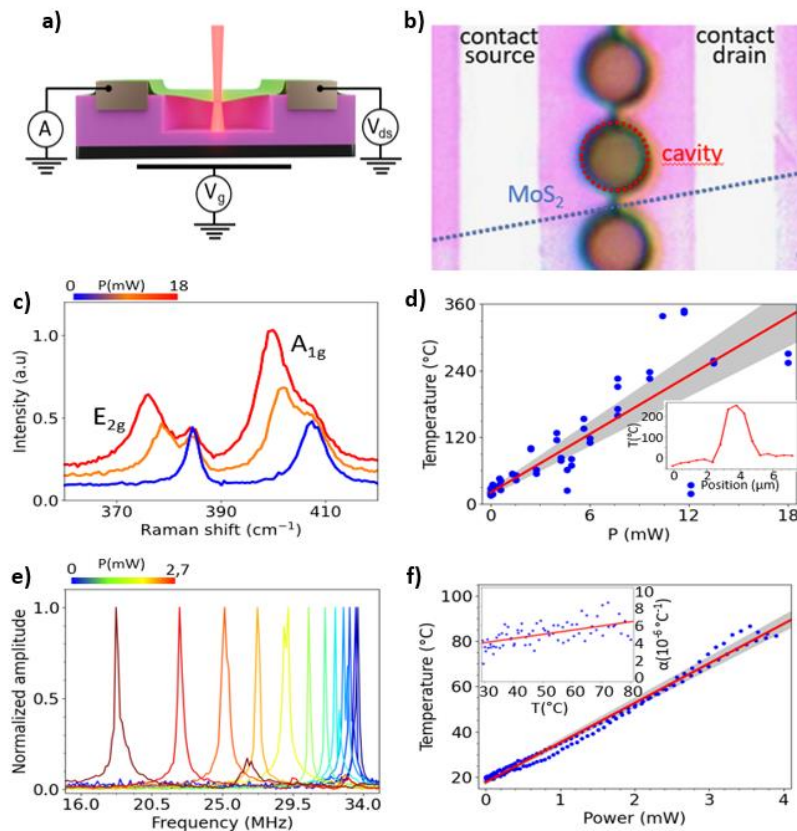 a)
A
V_ds
V_g
b)
contact source
contact drain
cavity
MoS₂
c)
P(mW)
0 18
1.0
0.5
0.0
Intensity (a.u)
E₂g
A₁g
370 390 410
Raman shift (cm⁻¹)
d)
360
240
120
0
Temperature (°C)
0 6 12 18
P (mW)
200
100
0
T(°C)
0 2 4 6
Position (μm)
e)
P(mW)
0 2,7
1.0
0.5
0.0
Normalized amplitude
16.0 20.5 25.0 29.5 34.0
Frequency (MHz)
f)
100
80
60
40
20
Temperature (°C)
0 1 2 3 4
Power (mW)
10
8
6
4
2
0
α(10⁻⁶°C⁻¹)
30 40 50 60 70 80
T(°C)